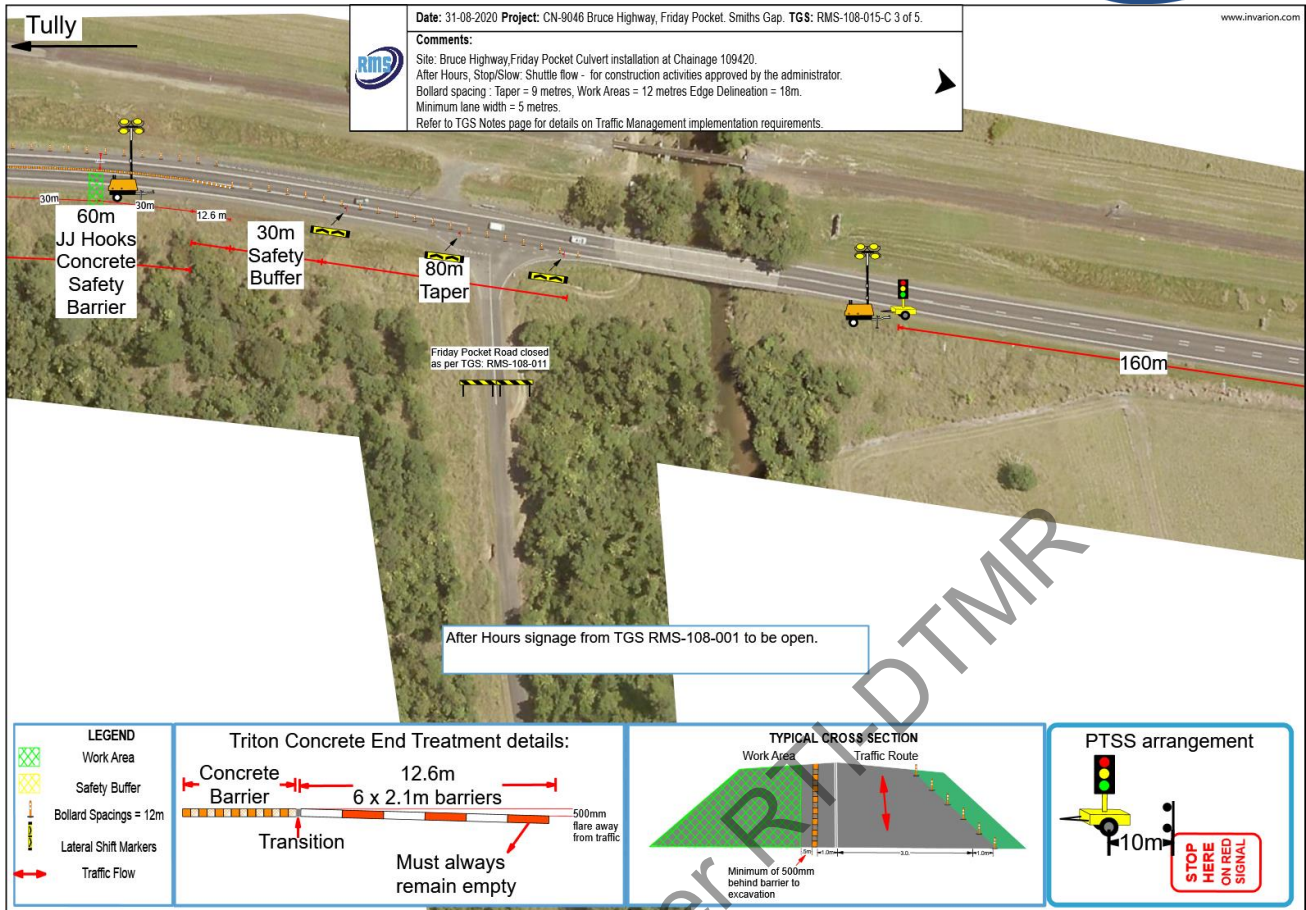 Tully
RMS
Date: 31-08-2020 Project: CN-9046 Bruce Highway, Friday Pocket. Smiths Gap. TGS: RMS-108-015-C 3 of 5.
Comments:
Site: Bruce Highway,Friday Pocket Culvert installation at Chainage 109420.
After Hours, Stop/Slow: Shuttle flow - for construction activities approved by the administrator.
Bollard spacing : Taper = 9 metres, Work Areas = 12 metres Edge Delineation = 18m.
Minimum lane width = 5 metres.
Refer to TGS Notes page for details on Traffic Management implementation requirements.
www.invarion.com
30m
30m
12.6 m
60m
JJ Hooks
Concrete
Safety
Barrier
30m
Safety
Buffer
80m
Taper
160m
Friday Pocket Road closed
as per TGS: RMS-108-011
After Hours signage from TGS RMS-108-001 to be open.
LEGEND
Work Area
Safety Buffer
Bollard Spacings = 12m
Lateral Shift Markers
Traffic Flow
Triton Concrete End Treatment details:
Concrete
Barrier
12.6m
6 x 2.1m barriers
500mm
flare away
from traffic
Transition
Must always
remain empty
TYPICAL CROSS SECTION
Work Area
Traffic Route
.5m
1.0m
3.0.
1.0m
Minimum of 500mm
behind barrier to
excavation
PTSS arrangement
10m
STOP
HERE
ON RED
SIGNAL
er RTI-DTMR